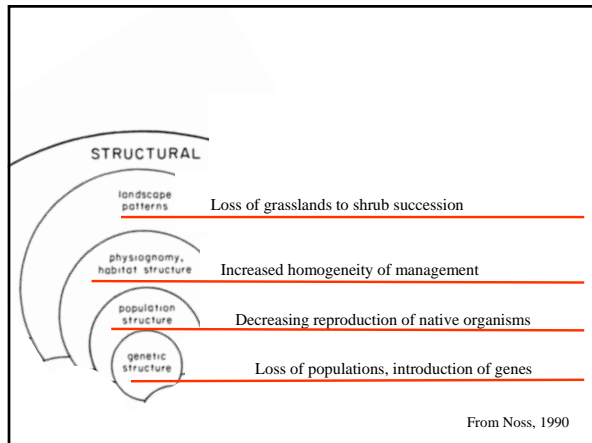 STRUCTURAL
landscape
patterns
Loss of grasslands to shrub succession
physiognomy,
habitat structure
Increased homogeneity of management
population
structure
Decreasing reproduction of native organisms
genetic
structure
Loss of populations, introduction of genes
From Noss, 1990